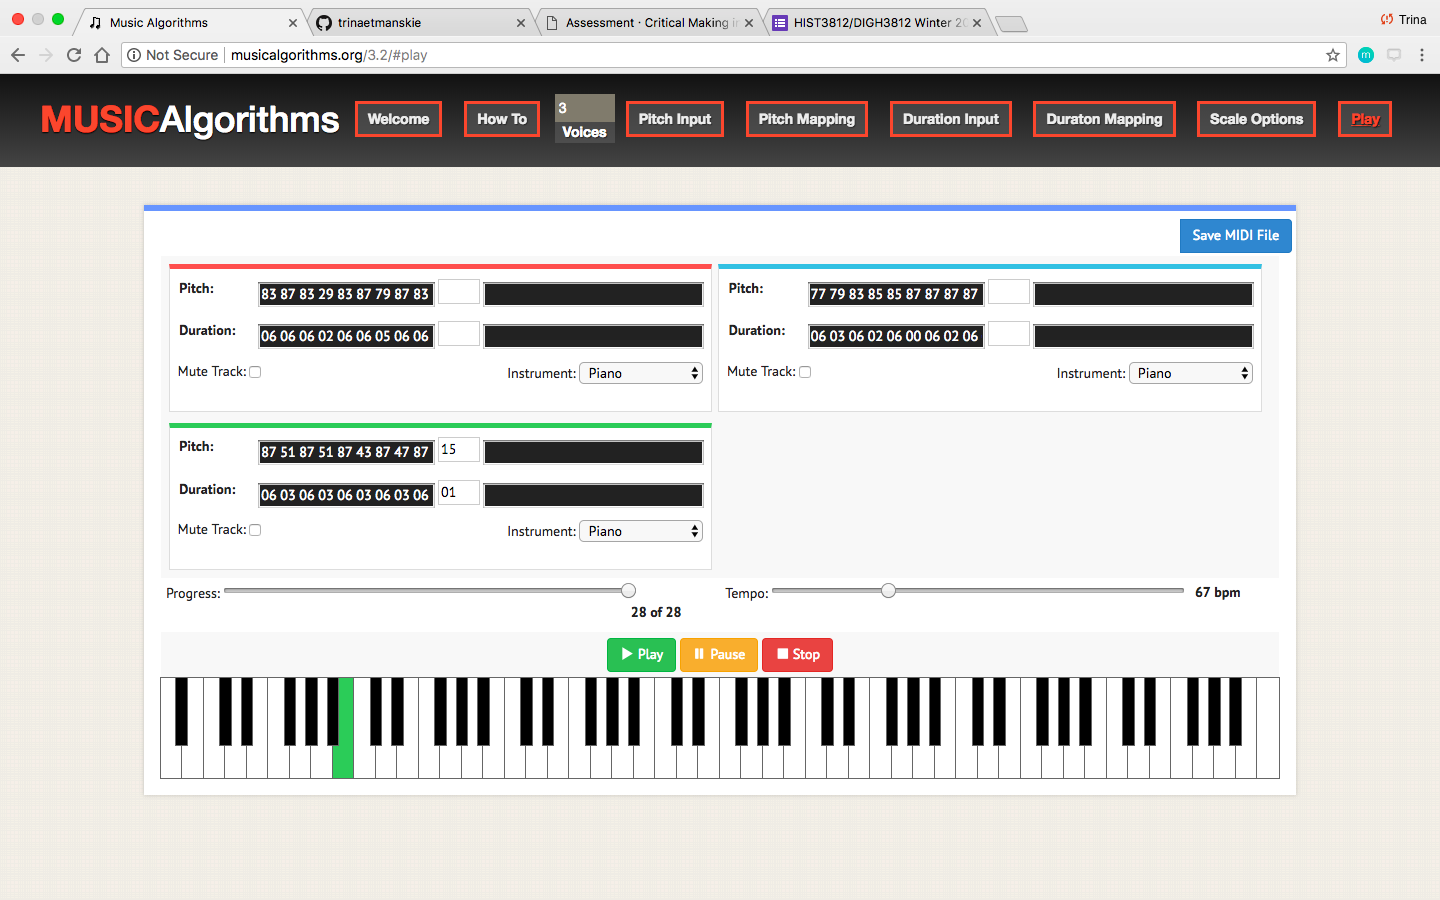 Music Algorithms
trinaetmanskie
Assessment · Critical Making in
HIST3812/DIGH3812 Winter 20
Trina
Not Secure
musicalgorithms.org/3.2/#play
m
MUSICAlgorithms
Welcome
How To
3
Voices
Pitch Input
Pitch Mapping
Duration Input
Duraton Mapping
Scale Options
Play
Save MIDI File
Pitch: 83 87 83 29 83 87 79 87 83
Duration: 06 06 06 02 06 06 05 06 06
Mute Track: Instrument: Piano
Pitch: 77 79 83 85 85 87 87 87 87
Duration: 06 03 06 02 06 00 06 02 06
Mute Track: Instrument: Piano
Pitch: 87 51 87 51 87 43 87 47 87 15
Duration: 06 03 06 03 06 03 06 03 06 01
Mute Track: Instrument: Piano
Progress:
28 of 28
Tempo: 67 bpm
Play
Pause
Stop